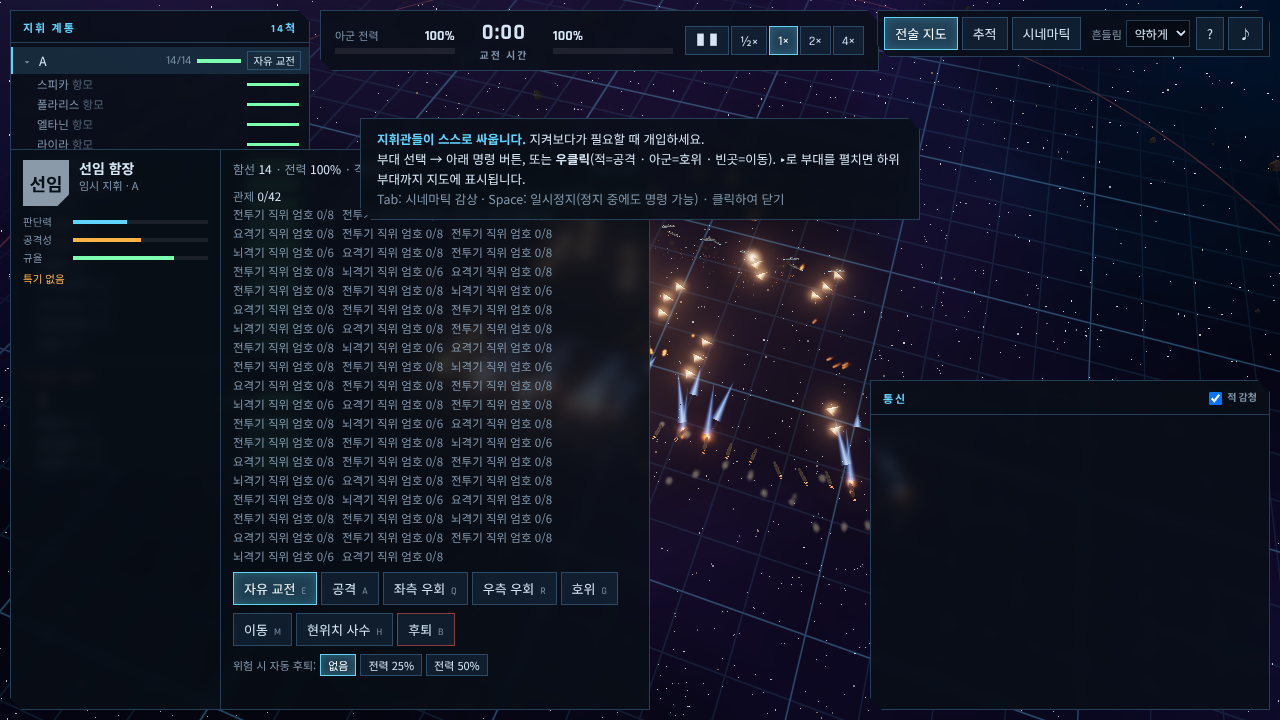 지휘 계통 14척
A 14/14 자유 교전
스피카 항모
폴라리스 항모
엘타닌 항모
라이라 항모
아군 전력 100% 0:00 100%
교전 시간
½× 1× 2× 4×
전술 지도 추적 시네마틱 흔들림 약하게 ? ♪
지휘관들이 스스로 싸웁니다. 지켜보다가 필요할 때 개입하세요.
부대 선택 → 아래 명령 버튼, 또는 우클릭(적=공격 · 아군=호위 · 빈곳=이동). ▸로 부대를 펼치면 하위
부대까지 지도에 표시됩니다.
Tab: 시네마틱 감상 · Space: 일시정지(정지 중에도 명령 가능) · 클릭하여 닫기
선임
선임 함장
임시 지휘 · A
판단력
공격성
규율
특기 없음
함선 14 · 전력 100% ·
관제 0/42
전투기 직위 엄호 0/8
요격기 직위 엄호 0/8 전투기 직위 엄호 0/8 전투기 직위 엄호 0/8
뇌격기 직위 엄호 0/6 요격기 직위 엄호 0/8 전투기 직위 엄호 0/8
전투기 직위 엄호 0/8 뇌격기 직위 엄호 0/6 요격기 직위 엄호 0/8
전투기 직위 엄호 0/8 전투기 직위 엄호 0/8 뇌격기 직위 엄호 0/6
요격기 직위 엄호 0/8 전투기 직위 엄호 0/8 전투기 직위 엄호 0/8
뇌격기 직위 엄호 0/6 요격기 직위 엄호 0/8 전투기 직위 엄호 0/8
전투기 직위 엄호 0/8 뇌격기 직위 엄호 0/6 요격기 직위 엄호 0/8
전투기 직위 엄호 0/8 전투기 직위 엄호 0/8 뇌격기 직위 엄호 0/6
요격기 직위 엄호 0/8 전투기 직위 엄호 0/8 전투기 직위 엄호 0/8
뇌격기 직위 엄호 0/6 요격기 직위 엄호 0/8 전투기 직위 엄호 0/8
전투기 직위 엄호 0/8 뇌격기 직위 엄호 0/6 요격기 직위 엄호 0/8
전투기 직위 엄호 0/8 전투기 직위 엄호 0/8 뇌격기 직위 엄호 0/6
요격기 직위 엄호 0/8 전투기 직위 엄호 0/8 전투기 직위 엄호 0/8
뇌격기 직위 엄호 0/6 전투기 직위 엄호 0/8 요격기 직위 엄호 0/8
전투기 직위 엄호 0/8 뇌격기 직위 엄호 0/6 요격기 직위 엄호 0/8
전투기 직위 엄호 0/8 전투기 직위 엄호 0/8 뇌격기 직위 엄호 0/6
요격기 직위 엄호 0/8 전투기 직위 엄호 0/8 전투기 직위 엄호 0/8
뇌격기 직위 엄호 0/6 요격기 직위 엄호 0/8
자유 교전 E 공격 A 좌측 우회 Q 우측 우회 R 호위 G
이동 M 현위치 사수 H 후퇴 B
위험 시 자동 후퇴: 없음 전력 25% 전력 50%
통신 적 감청